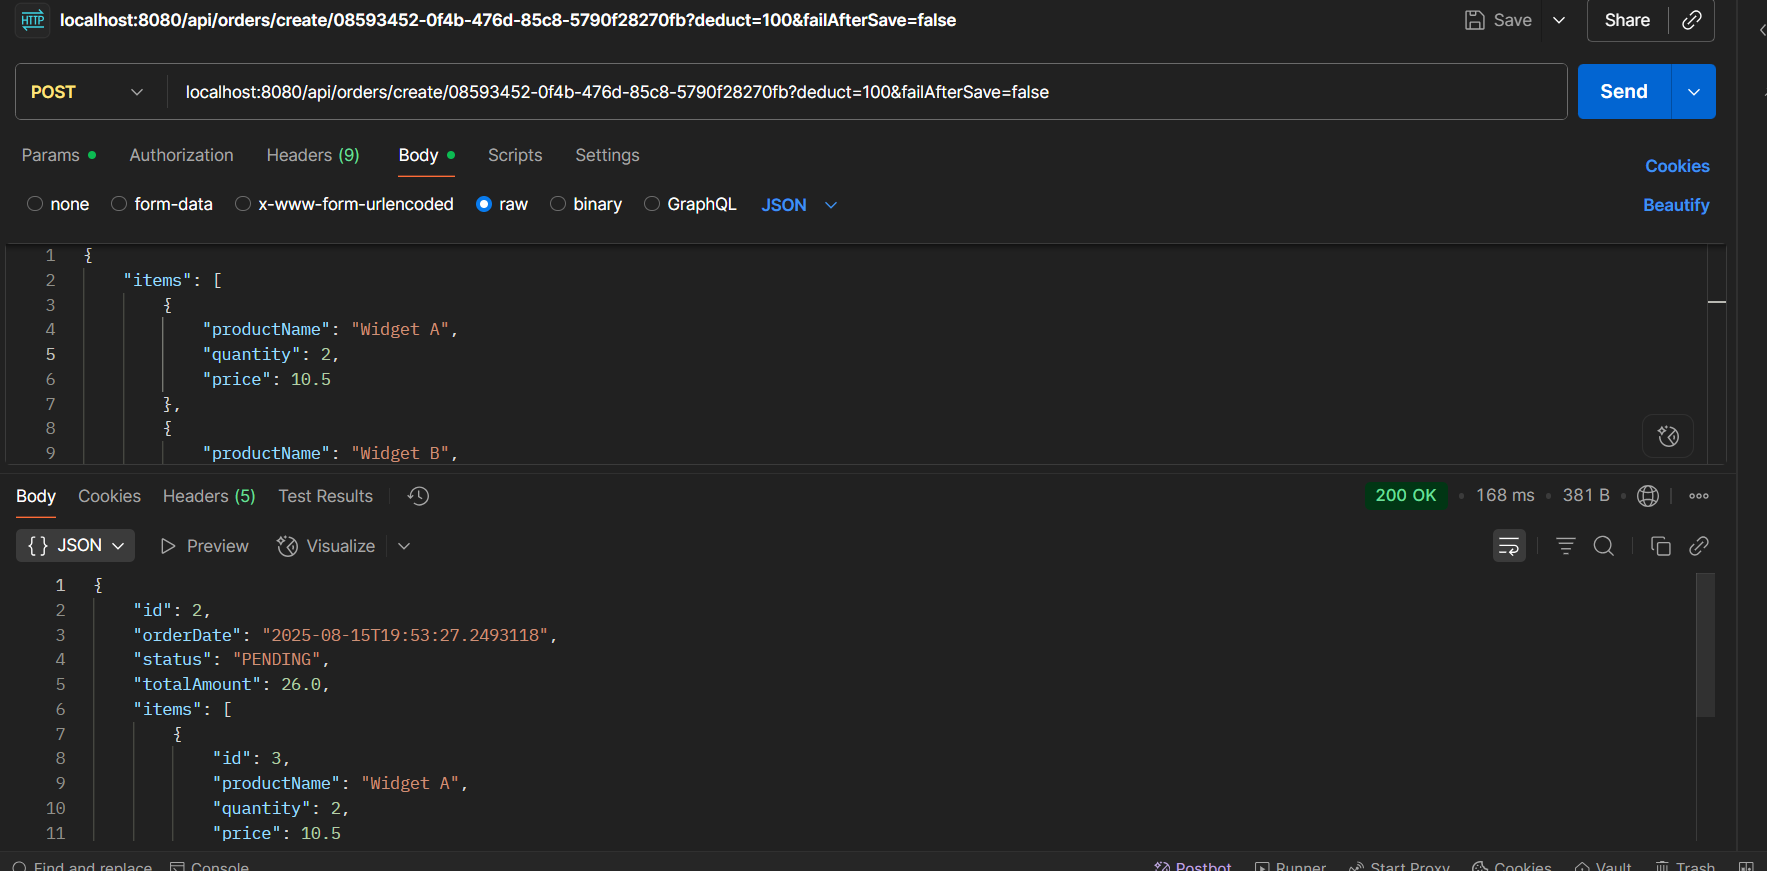 HTTP localhost:8080/api/orders/create/08593452-0f4b-476d-85c8-5790f28270fb?deduct=100&failAfterSave=false Save Share
POST localhost:8080/api/orders/create/08593452-0f4b-476d-85c8-5790f28270fb?deduct=100&failAfterSave=false Send
Params Authorization Headers (9) Body Scripts Settings Cookies
none form-data x-www-form-urlencoded raw binary GraphQL JSON Beautify
1 {
2 "items": [
3 {
4 "productName": "Widget A",
5 "quantity": 2,
6 "price": 10.5
7 },
8 {
9 "productName": "Widget B",
Body Cookies Headers (5) Test Results 200 OK 168 ms 381 B
{} JSON Preview Visualize
1 {
2 "id": 2,
3 "orderDate": "2025-08-15T19:53:27.2493118",
4 "status": "PENDING",
5 "totalAmount": 26.0,
6 "items": [
7 {
8 "id": 3,
9 "productName": "Widget A",
10 "quantity": 2,
11 "price": 10.5
Find and replace Console Postbot Runner Start Proxy Cookies Vault Trash